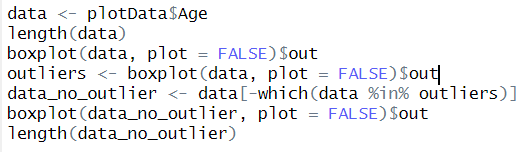 data <- plotData$Age
length(data)
boxplot(data, plot = FALSE)$out
outliers <- boxplot(data, plot = FALSE)$out
data_no_outlier <- data[-which(data %in% outliers)]
boxplot(data_no_outlier, plot = FALSE)$out
length(data_no_outlier)